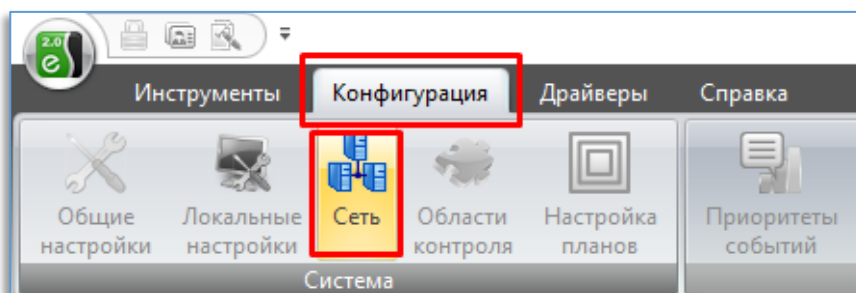 2.0
e
Инструменты Конфигурация Драйверы Справка
Общие настройки
Локальные настройки
Сеть
Области контроля
Настройка планов
Приоритеты событий
Система